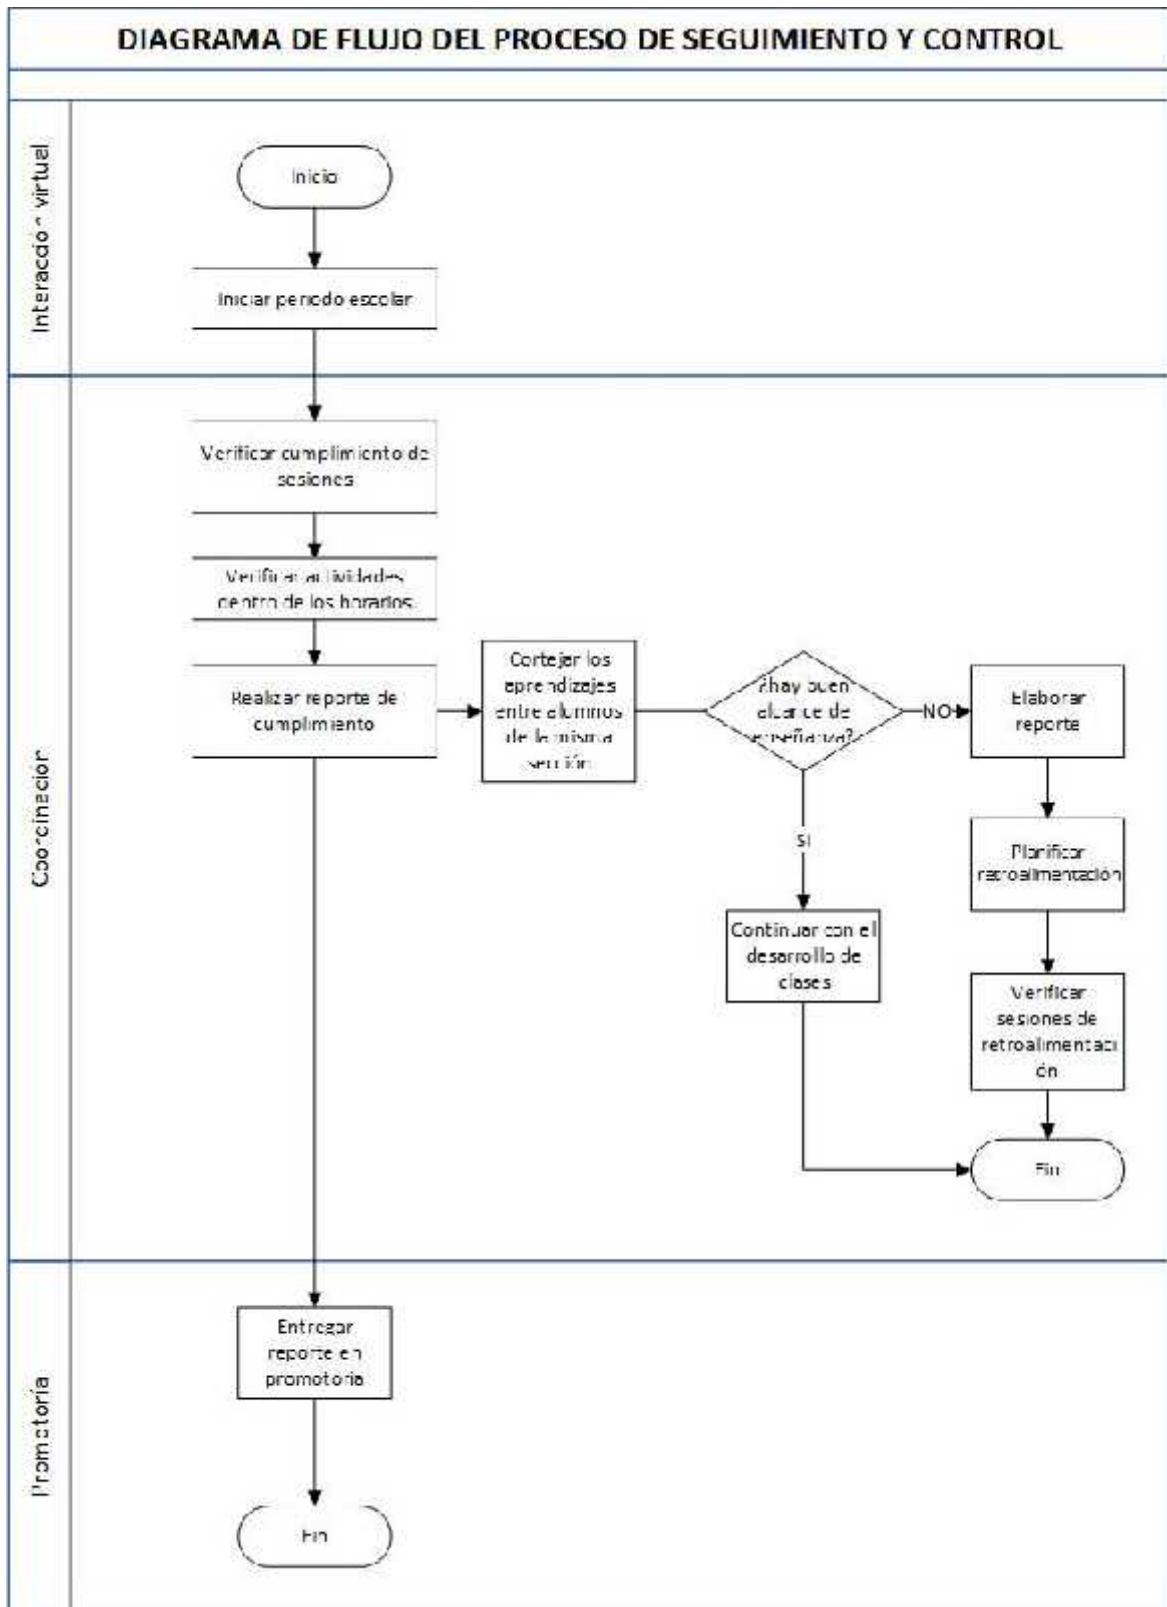 DIAGRAMA DE FLUJO DEL PROCESO DE SEGUIMIENTO Y CONTROL
Interacción virtual
Inicio
Iniciar periodo escolar
Coordinación
Verificar cumplimiento de
sesiones
Verificar actividades
dentro de los horarios
Realizar reporte de
cumplimiento
Cortejar los
aprendizajes
entre alumnos
de la misma
sección
¿hay buen
alcance de
enseñanza?
NO
Elaborar
reporte
SI
Planificar
retroalimentación
Continuar con el
desarrollo de
clases
Verificar
sesiones de
retroalimentaci
ón
Fin
Promotoría
Entregar
reporte en
promotoria
Fin